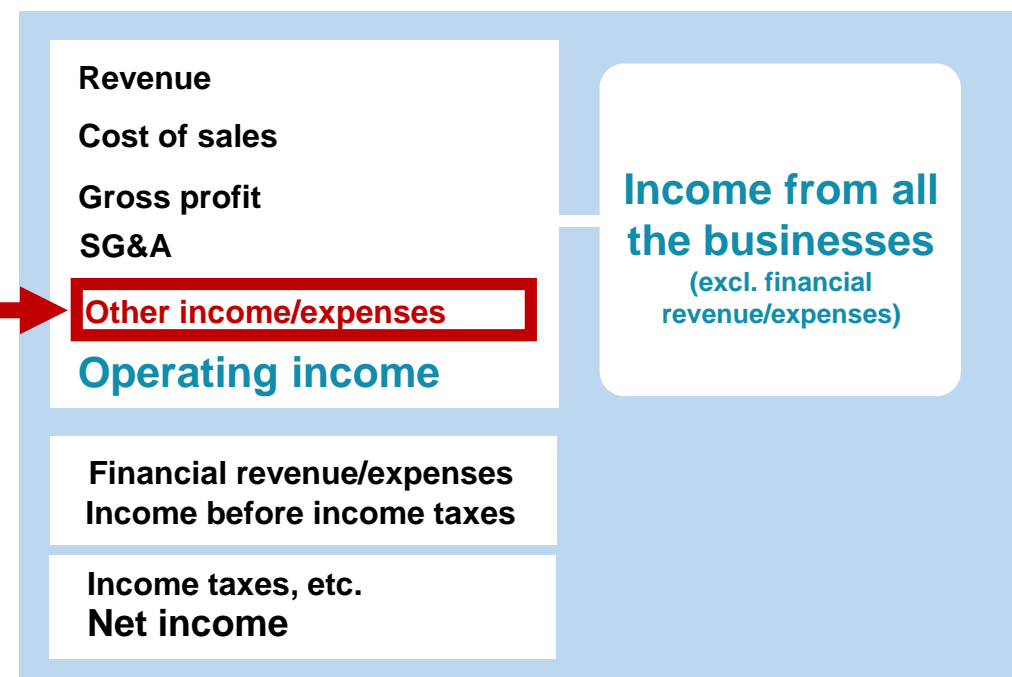 Revenue
Cost of sales
Gross profit
SG&A
Other income/expenses
Operating income
Income from all
the businesses
(excl. financial
revenue/expenses)
Financial revenue/expenses
Income before income taxes
Income taxes, etc.
Net income